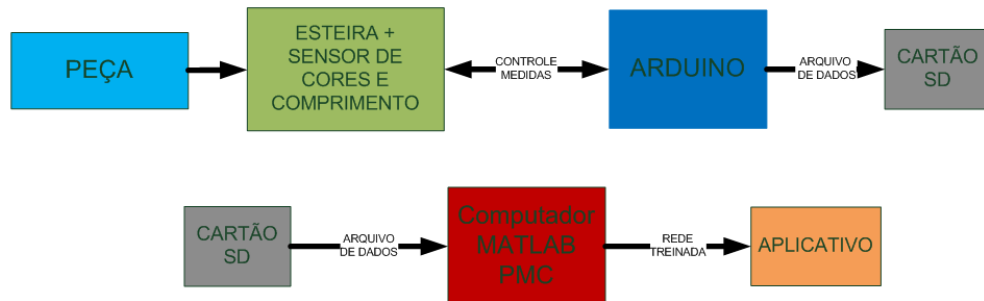 PEÇA
ESTEIRA +
SENSOR DE
CORES E
COMPRIMENTO
CONTROLE
MEDIDAS
ARDUINO
ARQUIVO
DE DADOS
CARTÃO
SD
CARTÃO
SD
ARQUIVO
DE DADOS
Computador
MATLAB
PMC
REDE
TREINADA
APLICATIVO